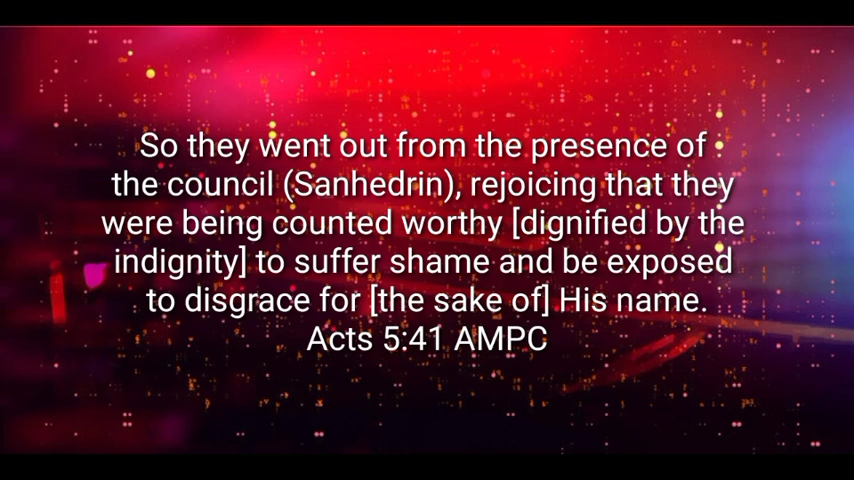 So they went out from the presence of
the council (Sanhedrin), rejoicing that they
were being counted worthy [dignified by the
indignity] to suffer shame and be exposed
to disgrace for [the sake of] His name.
Acts 5:41 AMPC